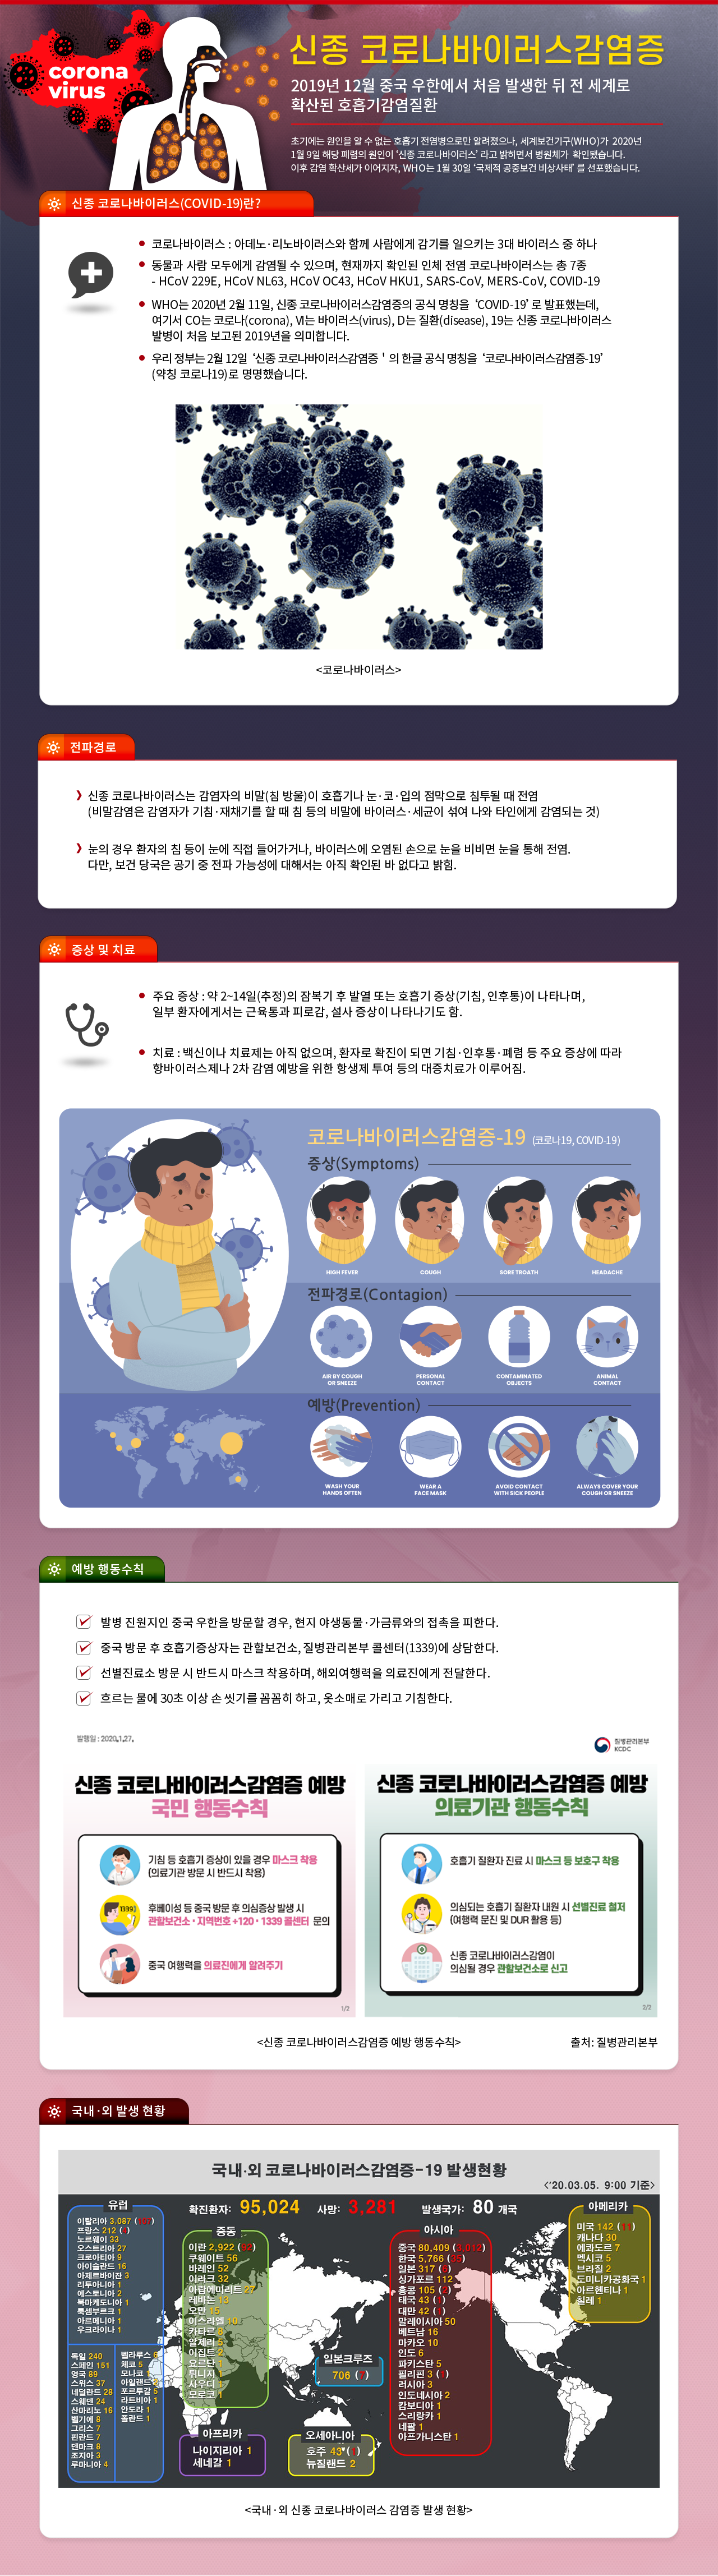 corona
virus
신종 코로나바이러스감염증
2019년 12월 중국 우한에서 처음 발생한 뒤 전 세계로
확산된 호흡기감염질환
초기에는 원인을 알 수 없는 호흡기 전염병으로만 알려졌으나, 세계보건기구(WHO)가 2020년
1월 9일 해당 폐렴의 원인이 ‘신종 코로나바이러스’ 라고 밝히면서 병원체가 확인됐습니다.
이후 감염 확산세가 이어지자, WHO는 1월 30일 ‘국제적 공중보건 비상사태’ 를 선포했습니다.
신종 코로나바이러스(COVID-19)란?
코로나바이러스 : 아데노·리노바이러스와 함께 사람에게 감기를 일으키는 3대 바이러스 중 하나
동물과 사람 모두에게 감염될 수 있으며, 현재까지 확인된 인체 전염 코로나바이러스는 총 7종
- HCoV 229E, HCoV NL63, HCoV OC43, HCoV HKU1, SARS-CoV, MERS-CoV, COVID-19
WHO는 2020년 2월 11일, 신종 코로나바이러스감염증의 공식 명칭을 ‘COVID-19’ 로 발표했는데,
여기서 CO는 코로나(corona), VI는 바이러스(virus), D는 질환(disease), 19는 신종 코로나바이러스
발병이 처음 보고된 2019년을 의미합니다.
우리 정부는 2월 12일 ‘신종 코로나바이러스감염증 ' 의 한글 공식 명칭을 ‘코로나바이러스감염증-19’
(약칭 코로나19)로 명명했습니다.
<코로나바이러스>
전파경로
신종 코로나바이러스는 감염자의 비말(침 방울)이 호흡기나 눈·코·입의 점막으로 침투될 때 전염
(비말감염은 감염자가 기침·재채기를 할 때 침 등의 비말에 바이러스·세균이 섞여 나와 타인에게 감염되는 것)
눈의 경우 환자의 침 등이 눈에 직접 들어가거나, 바이러스에 오염된 손으로 눈을 비비면 눈을 통해 전염.
다만, 보건 당국은 공기 중 전파 가능성에 대해서는 아직 확인된 바 없다고 밝힘.
증상 및 치료
주요 증상 : 약 2~14일(추정)의 잠복기 후 발열 또는 호흡기 증상(기침, 인후통)이 나타나며,
일부 환자에게서는 근육통과 피로감, 설사 증상이 나타나기도 함.
치료 : 백신이나 치료제는 아직 없으며, 환자로 확진이 되면 기침·인후통·폐렴 등 주요 증상에 따라
항바이러스제나 2차 감염 예방을 위한 항생제 투여 등의 대증치료가 이루어짐.
코로나바이러스감염증-19 (코로나19, COVID-19)
증상(Symptoms)
HIGH FEVER COUGH SORE TROATH HEADACHE
전파경로(Contagion)
AIR BY COUGH PERSONAL CONTAMINATED ANIMAL
OR SNEEZE CONTACT OBJECTS CONTACT
예방(Prevention)
WASH YOUR WEAR A AVOID CONTACT ALWAYS COVER YOUR
HANDS OFTEN FACE MASK WITH SICK PEOPLE COUGH OR SNEEZE
예방 행동수칙
발병 진원지인 중국 우한을 방문할 경우, 현지 야생동물·가금류와의 접촉을 피한다.
중국 방문 후 호흡기증상자는 관할보건소, 질병관리본부 콜센터(1339)에 상담한다.
선별진료소 방문 시 반드시 마스크 착용하며, 해외여행력을 의료진에게 전달한다.
흐르는 물에 30초 이상 손 씻기를 꼼꼼히 하고, 옷소매로 가리고 기침한다.
발행일 : 2020.1.27.
질병관리본부
KCDC
신종 코로나바이러스감염증 예방
국민 행동수칙
기침 등 호흡기 증상이 있을 경우 마스크 착용
(의료기관 방문 시 반드시 착용)
1339
후베이성 등 중국 방문 후 의심증상 발생 시
관할보건소·지역번호+120·1339 콜센터 문의
중국 여행력을 의료진에게 알려주기
1/2
신종 코로나바이러스감염증 예방
의료기관 행동수칙
호흡기 질환자 진료 시 마스크 등 보호구 착용
의심되는 호흡기 질환자 내원 시 선별진료 철저
(여행력 문진 및 DUR 활용 등)
신종 코로나바이러스감염이
의심될 경우 관할보건소로 신고
2/2
<신종 코로나바이러스감염증 예방 행동수칙>
출처: 질병관리본부
국내·외 발생 현황
국내·외 코로나바이러스감염증-19 발생현황
<'20.03.05. 9:00 기준>
확진환자: 95,024 사망: 3,281 발생국가: 80 개국
유럽
이탈리아 3,087
프랑스 212
노르웨이 33
오스트리아 27
크로아티아 9
아이슬란드 16
아제르바이잔 3
리투아니아 1
에스토니아 2
북마케도니아 1
룩셈부르크 1
아르메니아 1
우크라이나 1
독일 240
스페인 151
영국 89
스위스 37
네덜란드 28
스웨덴 24
산마리노 16
벨기에 8
그리스 7
핀란드 7
덴마크 8
조지아 3
루마니아 4
벨라루스
체코 5
모나코
아일랜드
포르투갈 5
라트비아 1
안도라 1
폴란드 1
중동
이란 2,922
쿠웨이트 56
바레인 52
이라크 32
아랍에미리트 27
레바논 13
오만 15
이스라엘
카타르 8
알제리 5
이집트 2
요르단 1
튀니지 1
사우디 1
모로코 1
아프리카
나이지리아 1
세네갈 1
일본크루즈
706
오세아니아
호주 43
뉴질랜드 2
아시아
중국 80,409 (3,012)
한국 5,766 (35)
일본 317
싱가포르 112
홍콩 105 (2)
태국 43
대만 42
말레이시아 50
베트남 16
마카오 10
인도 6
파키스탄 5
필리핀 3 (1)
러시아 3
인도네시아 2
캄보디아 1
스리랑카 1
네팔 1
아프가니스탄 1
아메리카
미국 142 (11)
캐나다 30
에콰도르 7
멕시코 5
브라질 2
도미니카공화국 1
아르헨티나 1
칠레 1
<국내·외 신종 코로나바이러스 감염증 발생 현황>